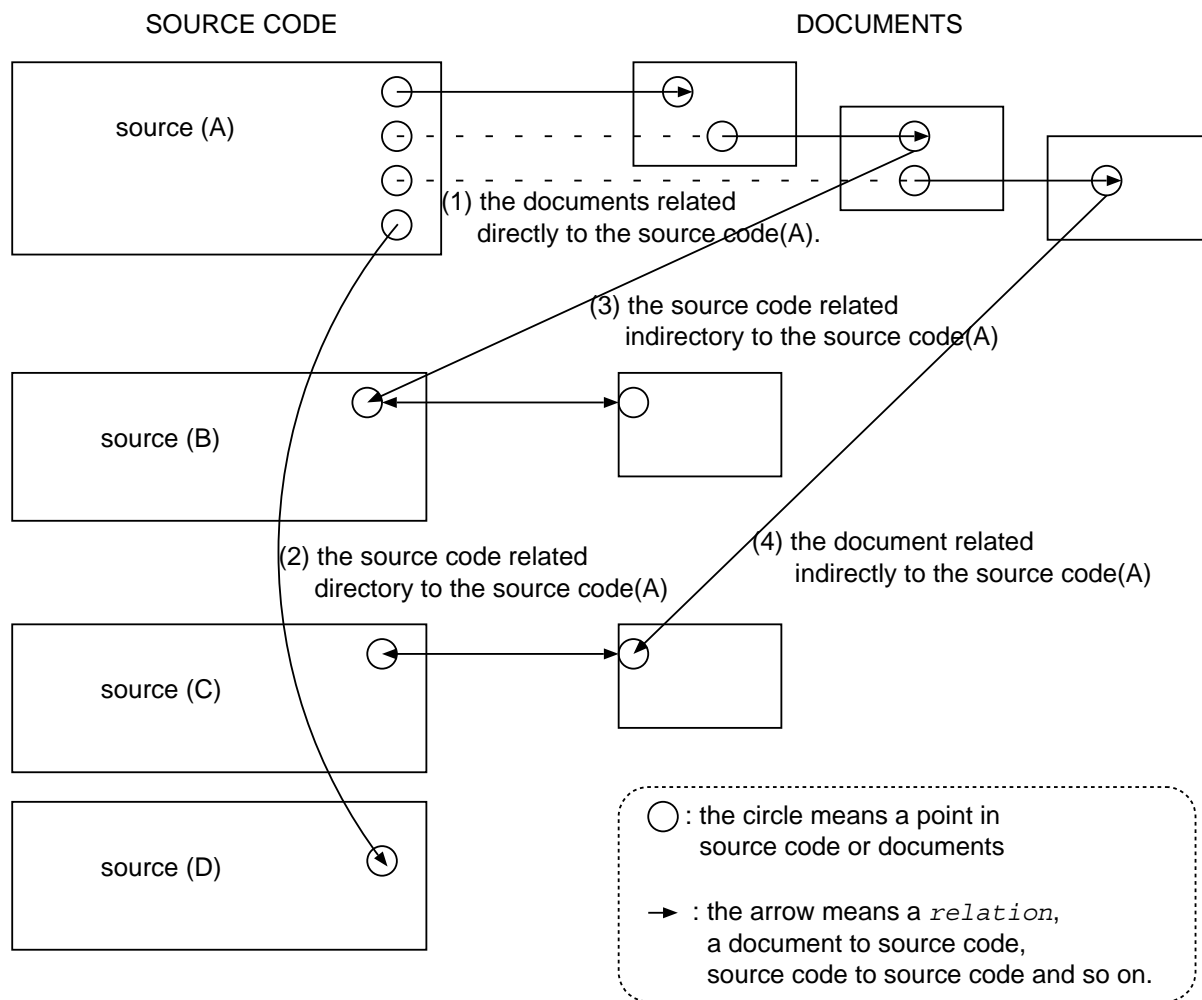 SOURCE CODE
DOCUMENTS
source (A)
(1) the documents related
directly to the source code(A).
(3) the source code related
indirectory to the source code(A)
source (B)
(2) the source code related
directory to the source code(A)
(4) the document related
indirectly to the source code(A)
source (C)
source (D)
: the circle means a point in
source code or documents
: the arrow means a relation,
a document to source code,
source code to source code and so on.